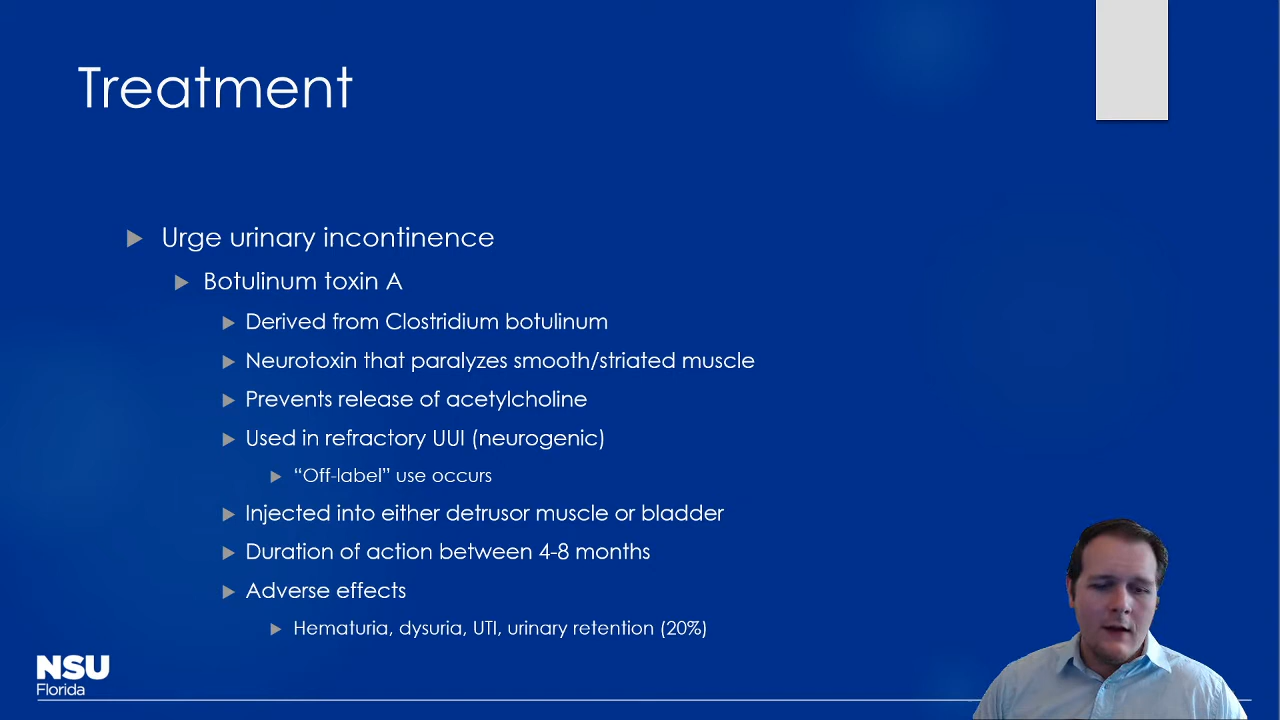 Treatment
Urge urinary incontinence
Botulinum toxin A
Derived from Clostridium botulinum
Neurotoxin that paralyzes smooth/striated muscle
Prevents release of acetylcholine
Used in refractory UUI (neurogenic)
“Off-label” use occurs
Injected into either detrusor muscle or bladder
Duration of action between 4-8 months
Adverse effects
Hematuria, dysuria, UTI, urinary retention (20%)
NSU
Florida